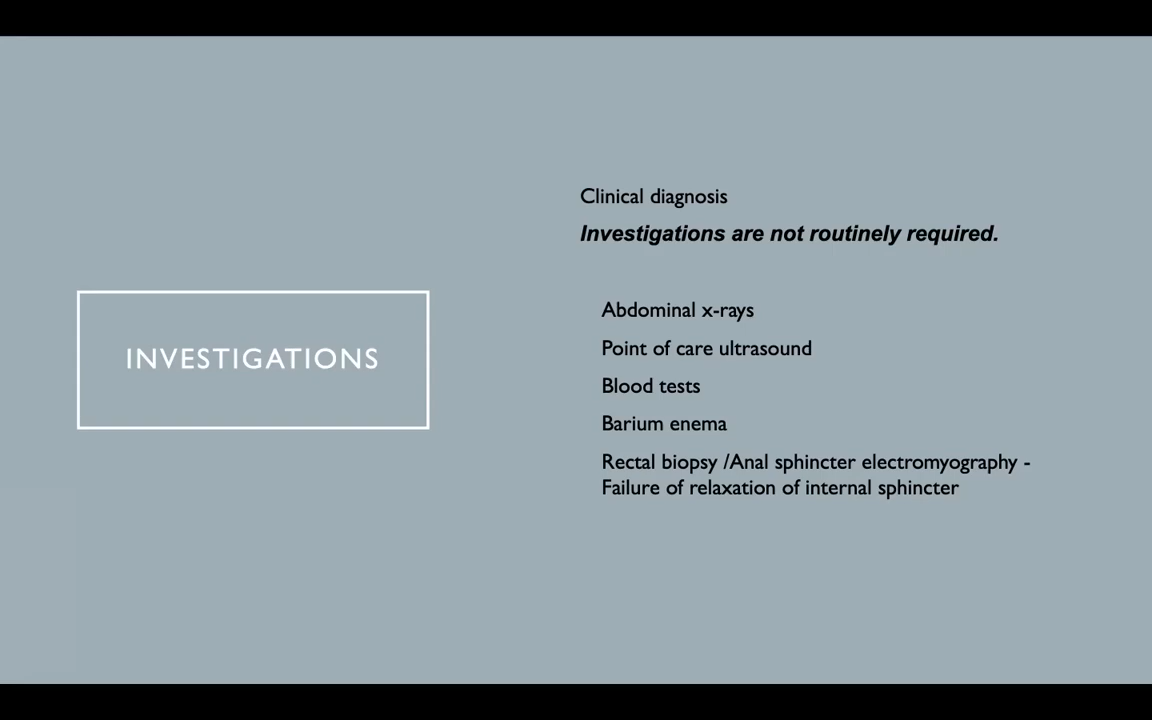 INVESTIGATIONS
Clinical diagnosis
Investigations are not routinely required.
Abdominal x-rays
Point of care ultrasound
Blood tests
Barium enema
Rectal biopsy /Anal sphincter electromyography -
Failure of relaxation of internal sphincter